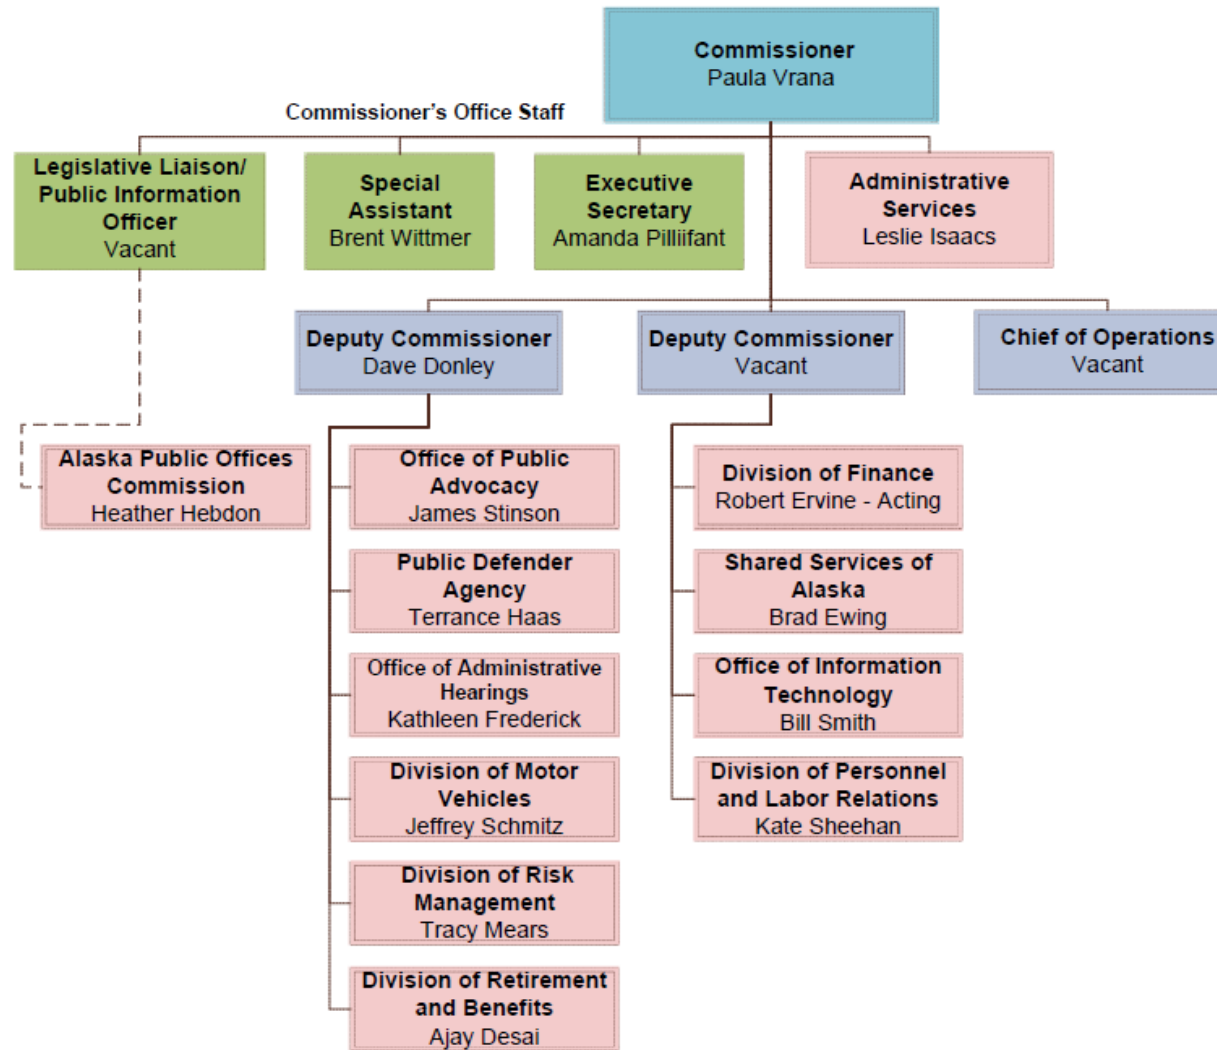 Commissioner
Paula Vrana
Commissioner's Office Staff
Legislative Liaison/
Public Information
Officer
Vacant
Special
Assistant
Brent Wittmer
Executive
Secretary
Amanda Pilliifant
Administrative
Services
Leslie Isaacs
Deputy Commissioner
Dave Donley
Deputy Commissioner
Vacant
Chief of Operations
Vacant
Alaska Public Offices
Commission
Heather Hebdon
Office of Public
Advocacy
James Stinson
Public Defender
Agency
Terrance Haas
Office of Administrative
Hearings
Kathleen Frederick
Division of Motor
Vehicles
Jeffrey Schmitz
Division of Risk
Management
Tracy Mears
Division of Retirement
and Benefits
Ajay Desai
Division of Finance
Robert Ervine - Acting
Shared Services of
Alaska
Brad Ewing
Office of Information
Technology
Bill Smith
Division of Personnel
and Labor Relations
Kate Sheehan